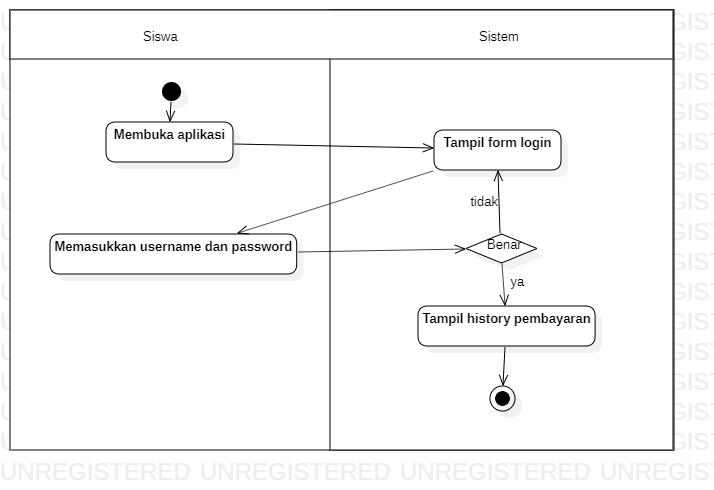 Siswa
Sistem
Membuka aplikasi
Tampil form login
tidak
Memasukkan username dan password
Benar
ya
Tampil history pembayaran
UNREGISTERED UNREGISTERED UNREGISTERED UNREGIST